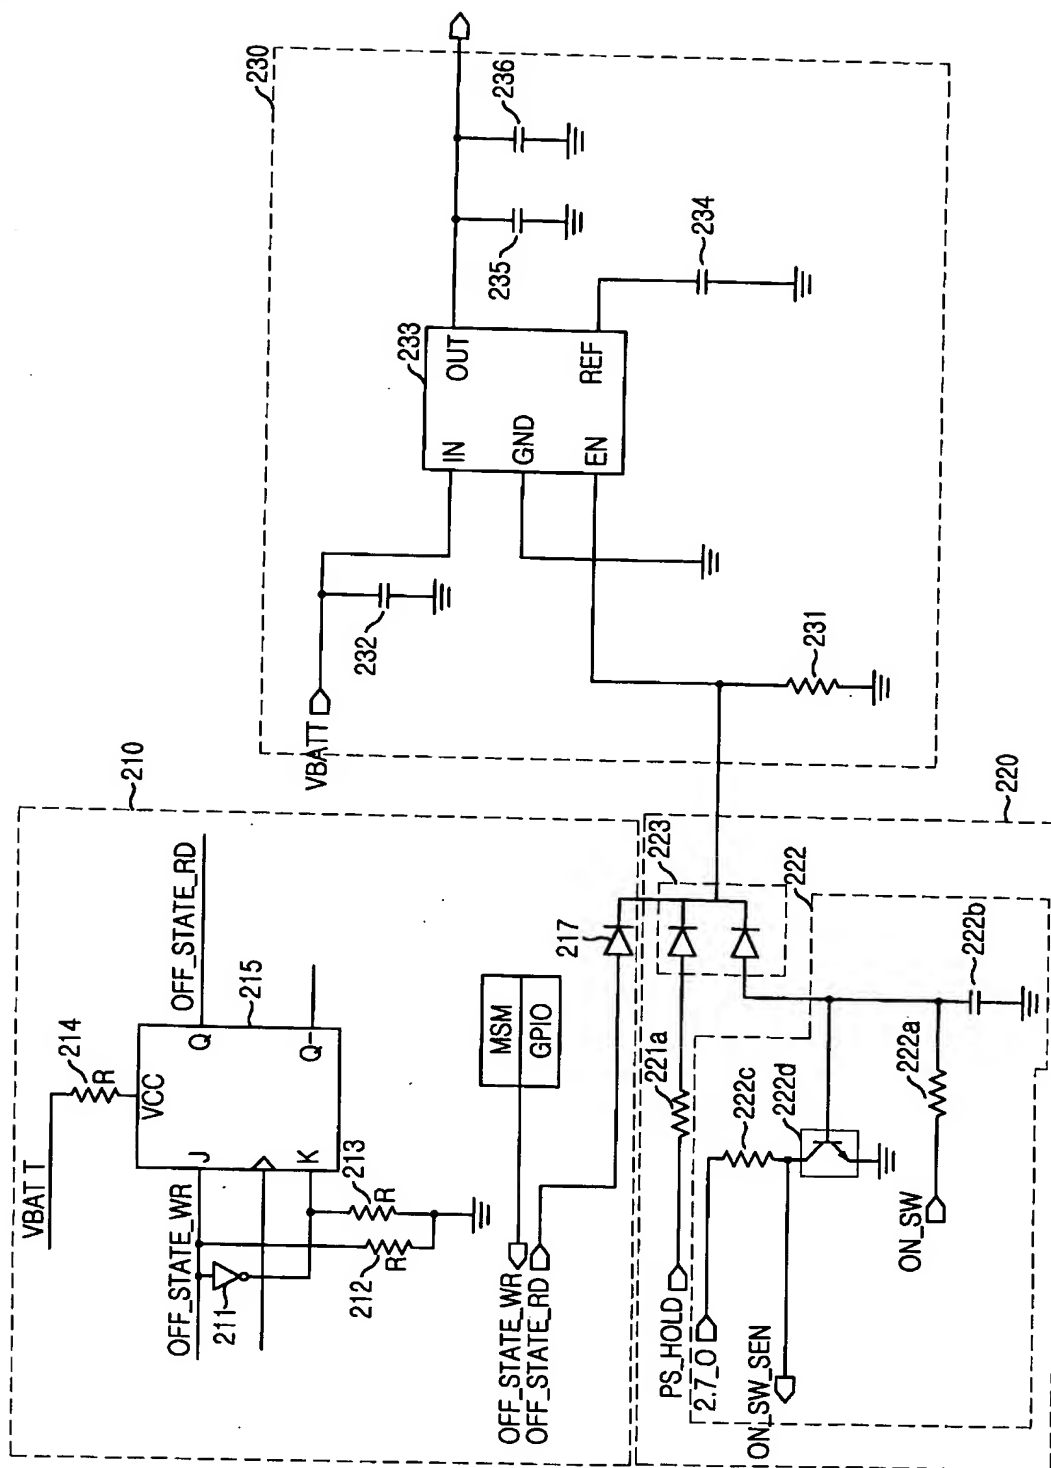 210
VBATT
214
R
VCC
OFF_STATE_WR
J
Q
OFF_STATE_RD
215
K
Q-
211
212
R
213
R
MSM
GPIO
OFF_STATE_WR
OFF_STATE_RD
217
220
223
222
PS_HOLD
221a
2.7_O
222c
222d
ON_SW_SEN
ON_SW
222a
222b
230
VBATT
232
233
IN
OUT
GND
EN
REF
231
235
236
234